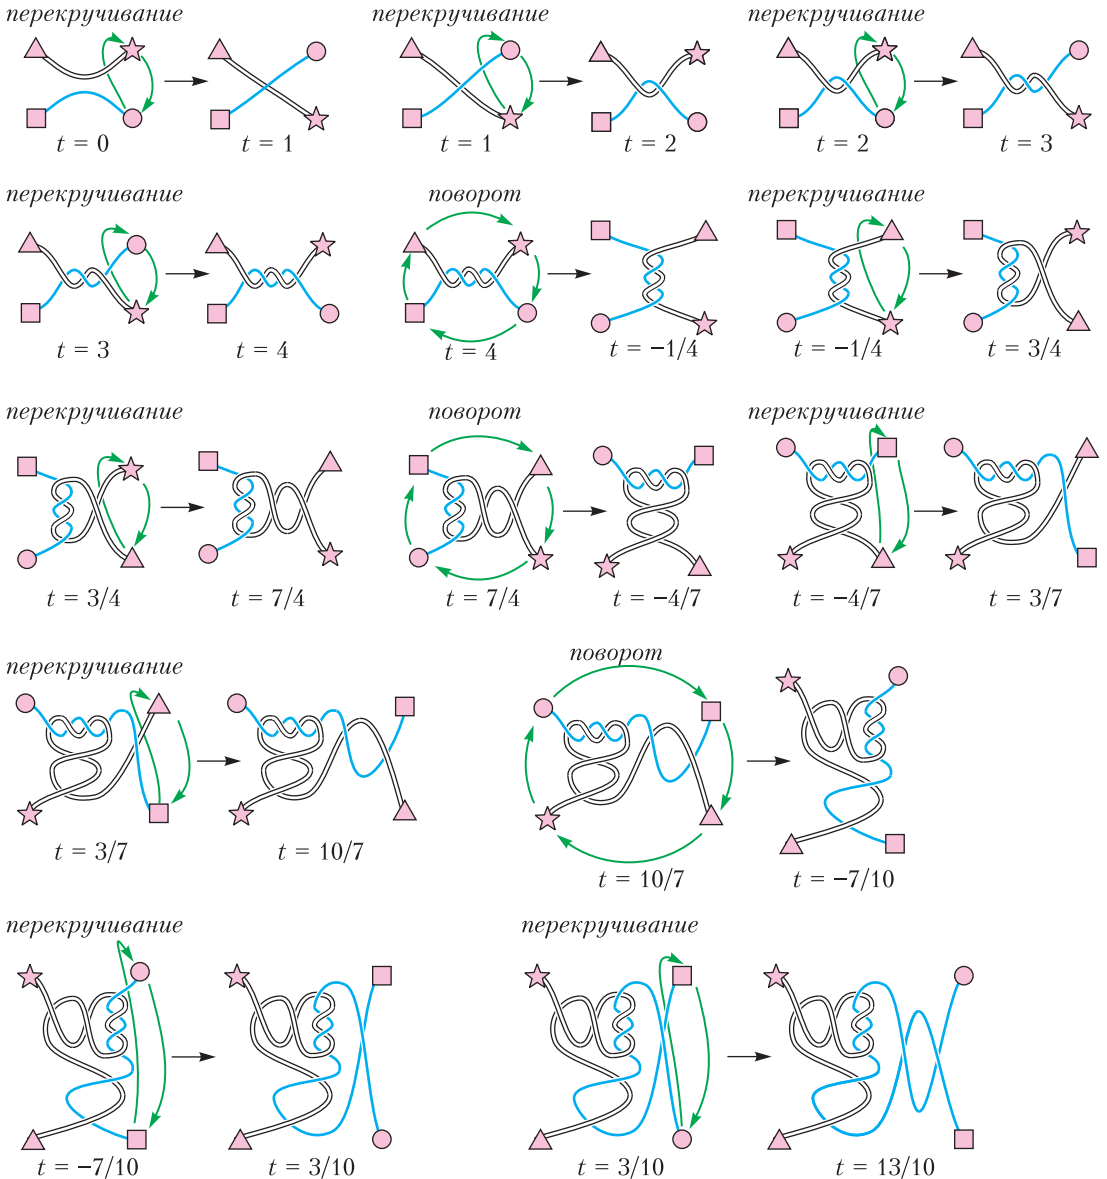 перекручивание
перекручивание
перекручивание
t = 0
t = 1
t = 1
t = 2
t = 2
t = 3
перекручивание
поворот
перекручивание
t = 3
t = 4
t = 4
t = −1/4
t = −1/4
t = 3/4
перекручивание
поворот
перекручивание
t = 3/4
t = 7/4
t = 7/4
t = −4/7
t = −4/7
t = 3/7
перекручивание
поворот
t = 3/7
t = 10/7
t = 10/7
t = −7/10
перекручивание
перекручивание
t = −7/10
t = 3/10
t = 3/10
t = 13/10